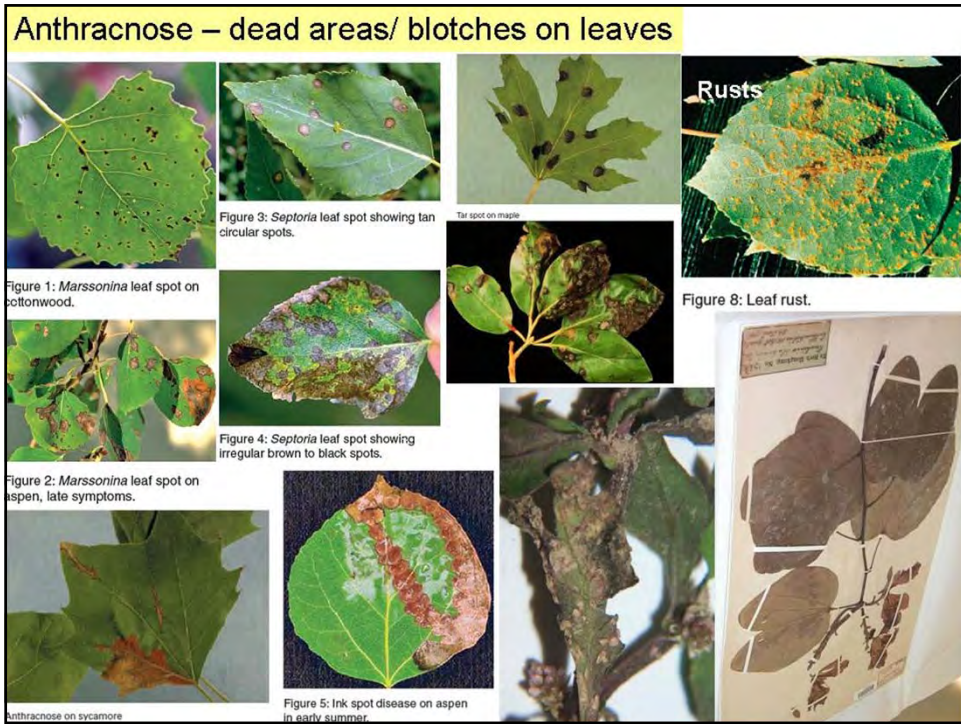 Anthracnose – dead areas/ blotches on leaves
Rusts
Figure 3: Septoria leaf spot showing tan
circular spots.
Tar spot on maple
Figure 1: Marssonina leaf spot on
cottonwood.
Figure 8: Leaf rust.
Figure 4: Septoria leaf spot showing
irregular brown to black spots.
Figure 2: Marssonina leaf spot on
aspen, late symptoms.
Anthracnose on sycamore
Figure 5: Ink spot disease on aspen
in early summer.